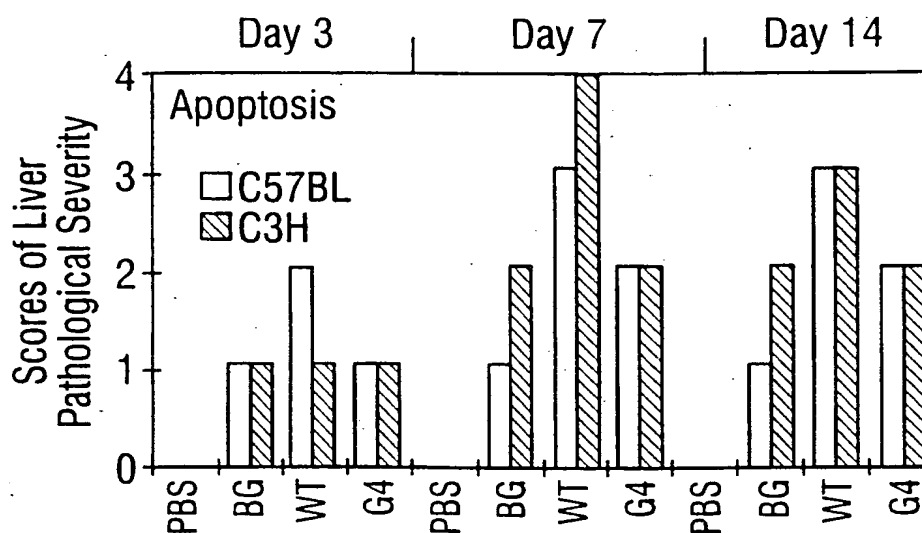 Day 3 Day 7 Day 14
Scores of Liver
Pathological Severity
4
3
2
1
0
Apoptosis
C57BL
C3H
PBS BG WT G4 PBS BG WT G4 PBS BG WT G4